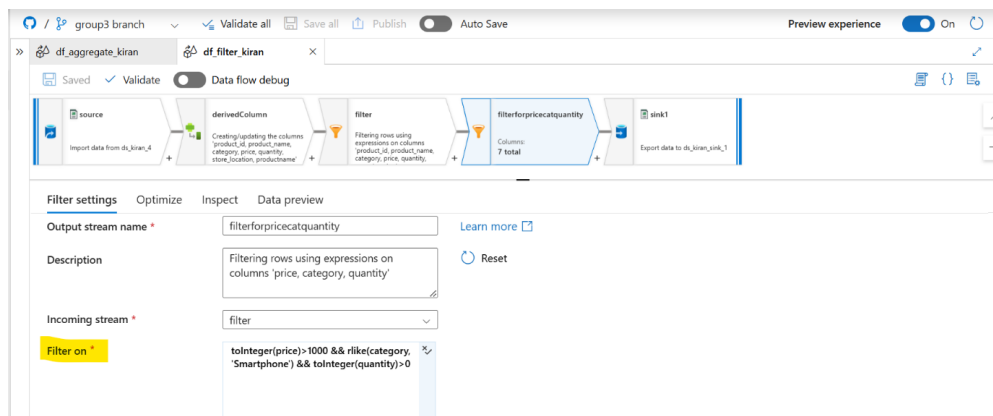 / group3 branch Validate all Save all Publish Auto Save Preview experience On
» df_aggregate_kiran df_filter_kiran ×
Saved Validate Data flow debug {}
source
Import data from ds_kiran_4
+
derivedColumn
Creating/updating the columns
'product_id, product_name,
category, price, quantity,
store_location, productname'
+
filter
Filtering rows using
expressions on columns
'product_id, product_name,
category, price, quantity,
+
filterforpricecatquantity
Columns:
7 total
+
sink1
Export data to ds_kiran_sink_1
Filter settings Optimize Inspect Data preview
Output stream name * filterforpricecatquantity Learn more
Description Filtering rows using expressions on Reset
columns 'price, category, quantity'
Incoming stream * filter
Filter on * toInteger(price)>1000 && rlike(category,
'Smartphone') && toInteger(quantity)>0